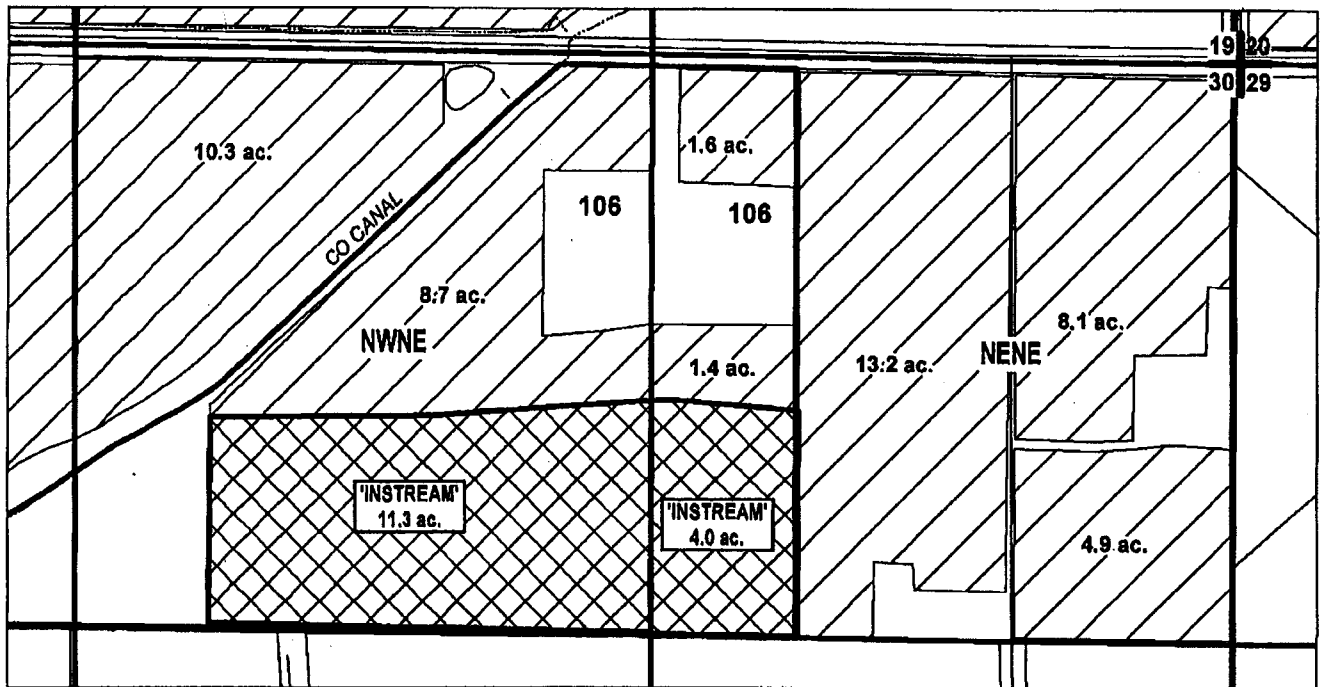 19 20
30 29
10.3 ac.
1.6 ac.
106
106
CO CANAL
8.7 ac.
NWNE
1.4 ac.
13.2 ac.
NENE
8.1 ac.
'INSTREAM'
11.3 ac.
'INSTREAM'
4.0 ac.
4.9 ac.